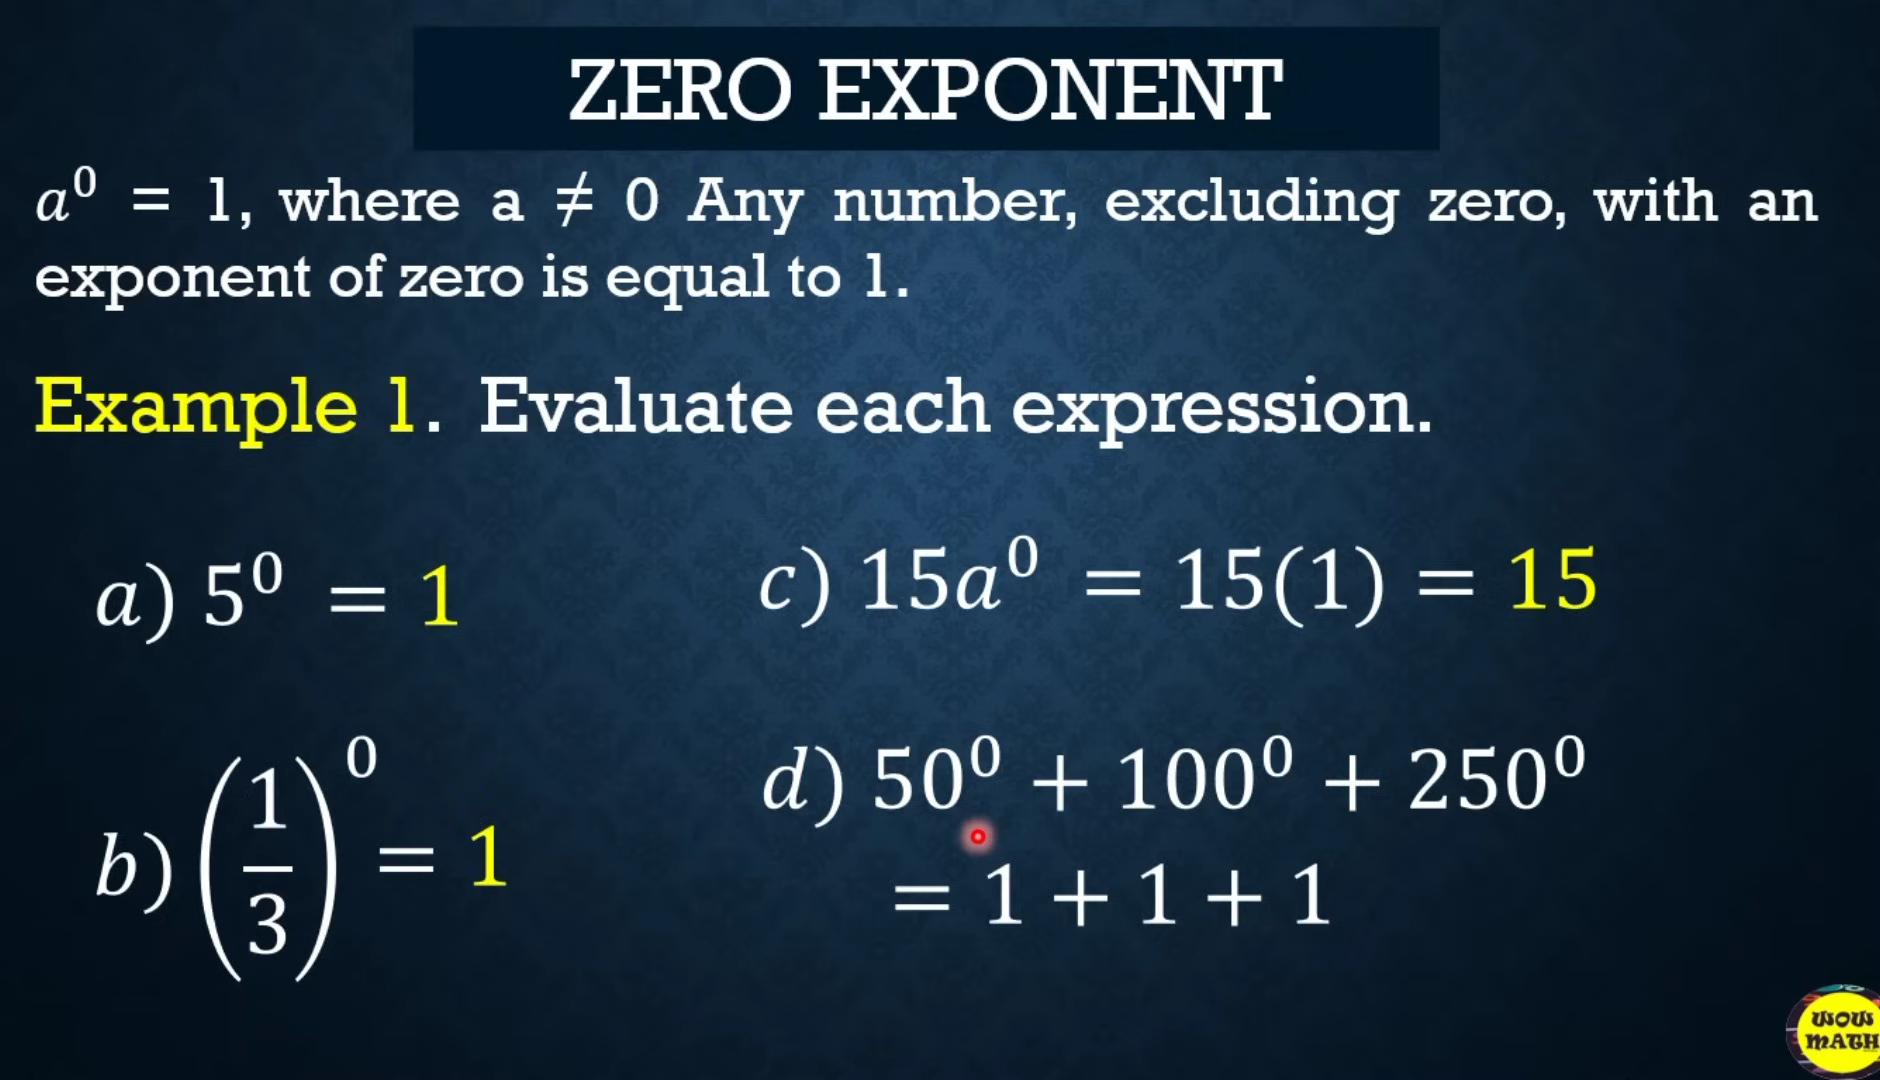 ZERO EXPONENT
a⁰ = 1, where a ≠ 0 Any number, excluding zero, with an
exponent of zero is equal to 1.
Example 1. Evaluate each expression.
a) 5⁰ = 1
b) (1/3)⁰ = 1
c) 15a⁰ = 15(1) = 15
d) 50⁰ + 100⁰ + 250⁰
= 1 + 1 + 1
WOW
MATH